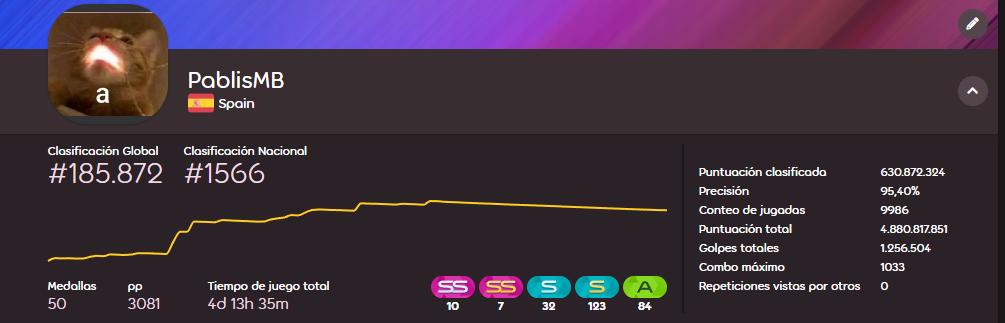 a
PablisMB
Spain
Clasificación Global
#185.872
Clasificación Nacional
#1566
Medallas
50
pp
3081
Tiempo de juego total
4d 13h 35m
SS
10
SS
7
S
32
S
123
A
84
Puntuación clasificada 630.872.324
Precisión 95,40%
Conteo de jugadas 9986
Puntuación total 4.880.817.851
Golpes totales 1.256.504
Combo máximo 1033
Repeticiones vistas por otros 0